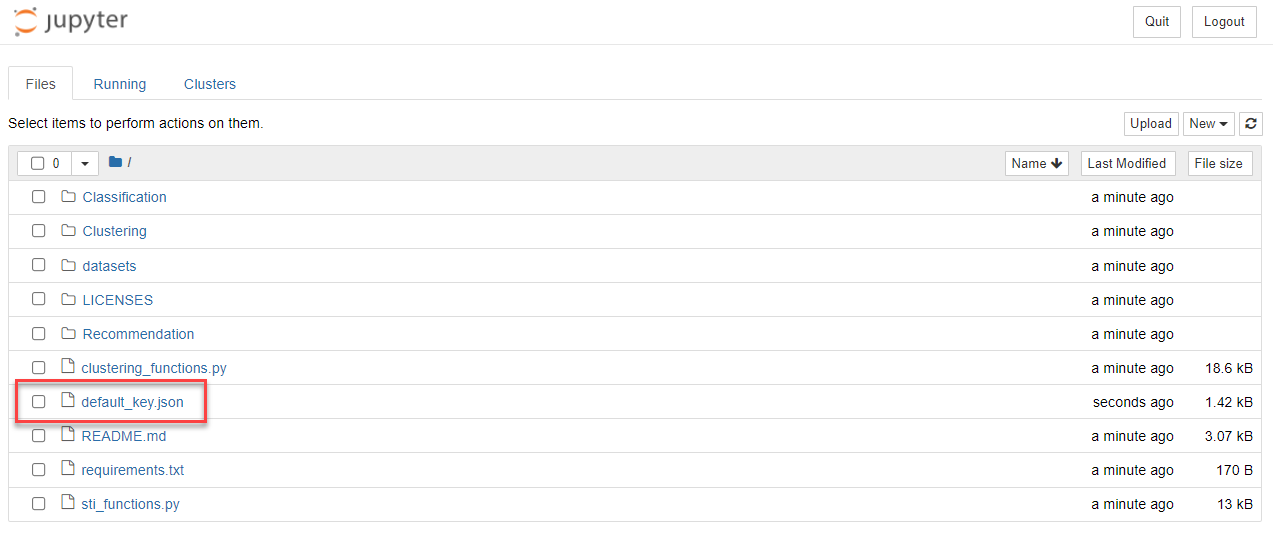 jupyter
Quit Logout
Files Running Clusters
Select items to perform actions on them.
Upload New
0 / Name Last Modified File size
Classification a minute ago
Clustering a minute ago
datasets a minute ago
LICENSES a minute ago
Recommendation a minute ago
clustering_functions.py a minute ago 18.6 kB
default_key.json seconds ago 1.42 kB
README.md a minute ago 3.07 kB
requirements.txt a minute ago 170 B
sti_functions.py a minute ago 13 kB